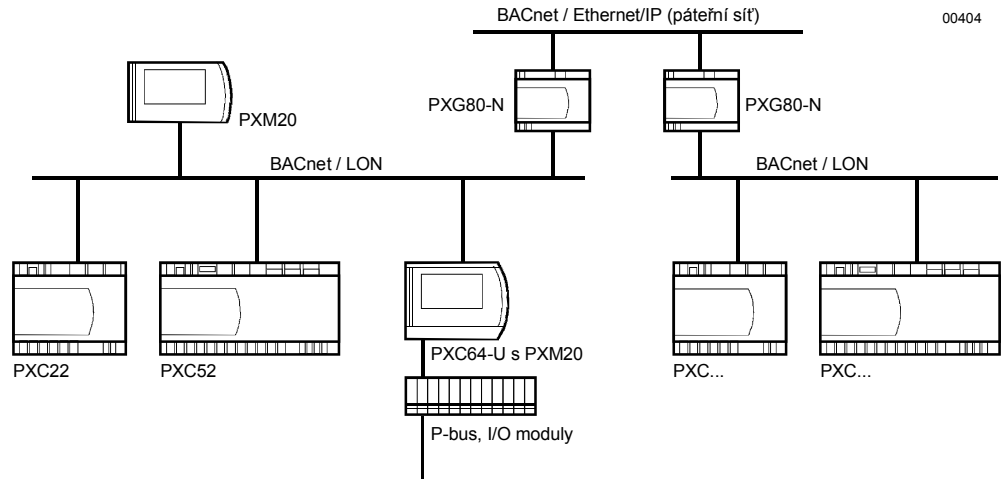 BACnet / Ethernet/IP (páteřní síť)
00404
PXM20
PXG80-N
PXG80-N
BACnet / LON
BACnet / LON
PXC22
PXC52
PXC64-U s PXM20
PXC...
PXC...
P-bus, I/O moduly